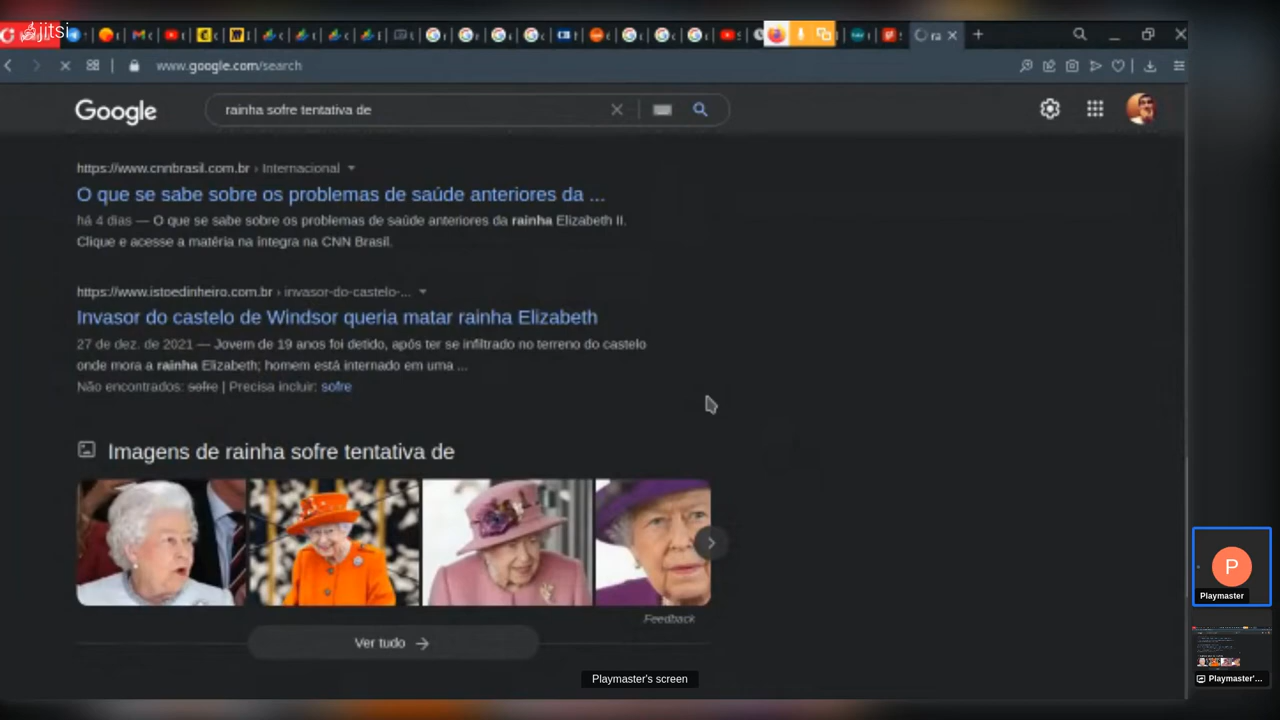 jitsi
ra
www.google.com/search
Google
rainha sofre tentativa de
https://www.cnnbrasil.com.br › Internacional
O que se sabe sobre os problemas de saúde anteriores da ...
há 4 dias — O que se sabe sobre os problemas de saúde anteriores da rainha Elizabeth II.
Clique e acesse a matéria na íntegra na CNN Brasil.
https://www.istoedinheiro.com.br › invasor-do-castelo-...
Invasor do castelo de Windsor queria matar rainha Elizabeth
27 de dez. de 2021 — Jovem de 19 anos foi detido, após ter se infiltrado no terreno do castelo
onde mora a rainha Elizabeth; homem está internado em uma ...
Não encontrados: sofre | Precisa incluir: sofre
Imagens de rainha sofre tentativa de
Feedback
Ver tudo
P
Playmaster
Playmaster's screen
Playmaster'...